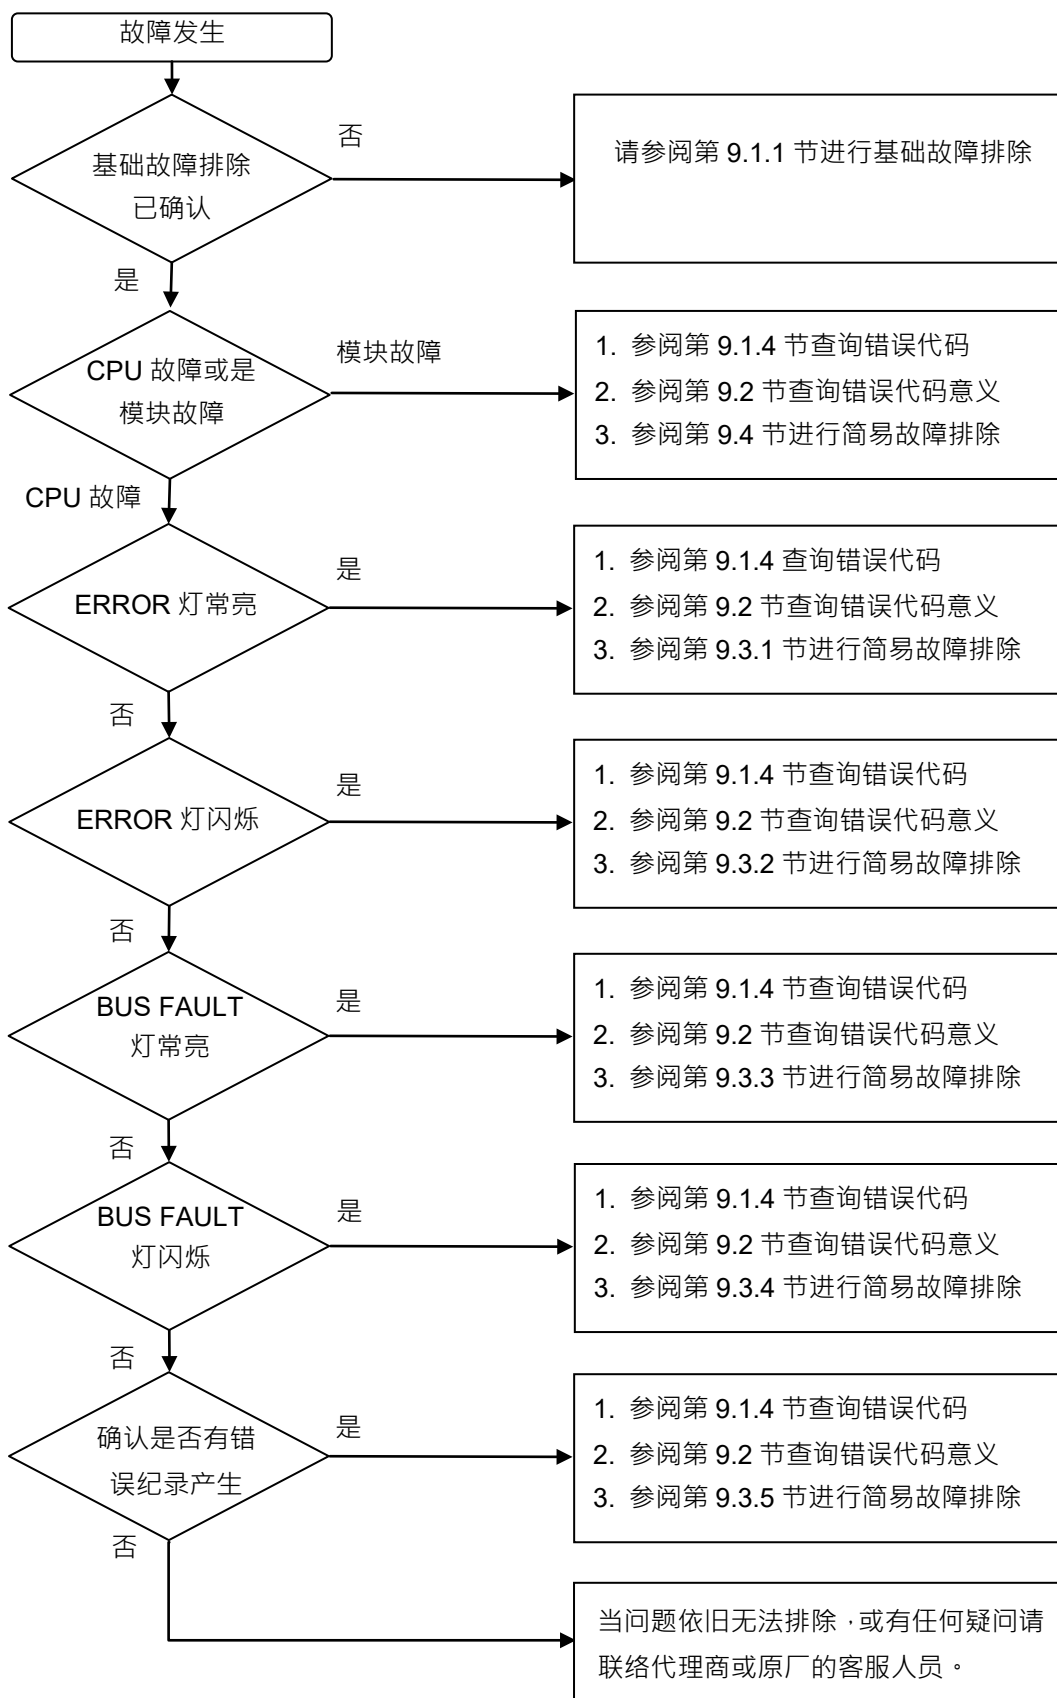 故障发生
基础故障排除
已确认
否
请参阅第 9.1.1 节进行基础故障排除
是
CPU 故障或是
模块故障
模块故障
1. 参阅第 9.1.4 节查询错误代码
2. 参阅第 9.2 节查询错误代码意义
3. 参阅第 9.4 节进行简易故障排除
CPU 故障
ERROR 灯常亮
是
1. 参阅第 9.1.4 查询错误代码
2. 参阅第 9.2 节查询错误代码意义
3. 参阅第 9.3.1 节进行简易故障排除
否
ERROR 灯闪烁
是
1. 参阅第 9.1.4 节查询错误代码
2. 参阅第 9.2 节查询错误代码意义
3. 参阅第 9.3.2 节进行简易故障排除
否
BUS FAULT
灯常亮
是
1. 参阅第 9.1.4 节查询错误代码
2. 参阅第 9.2 节查询错误代码意义
3. 参阅第 9.3.3 节进行简易故障排除
否
BUS FAULT
灯闪烁
是
1. 参阅第 9.1.4 节查询错误代码
2. 参阅第 9.2 节查询错误代码意义
3. 参阅第 9.3.4 节进行简易故障排除
否
确认是否有错
误纪录产生
是
1. 参阅第 9.1.4 节查询错误代码
2. 参阅第 9.2 节查询错误代码意义
3. 参阅第 9.3.5 节进行简易故障排除
否
当问题依旧无法排除，或有任何疑问请
联络代理商或原厂的客服人员。